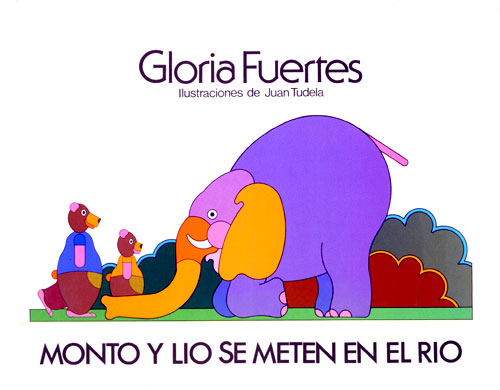 Gloria Fuertes
Ilustraciones de Juan Tudela
MONTO Y LIO SE METEN EN EL RIO